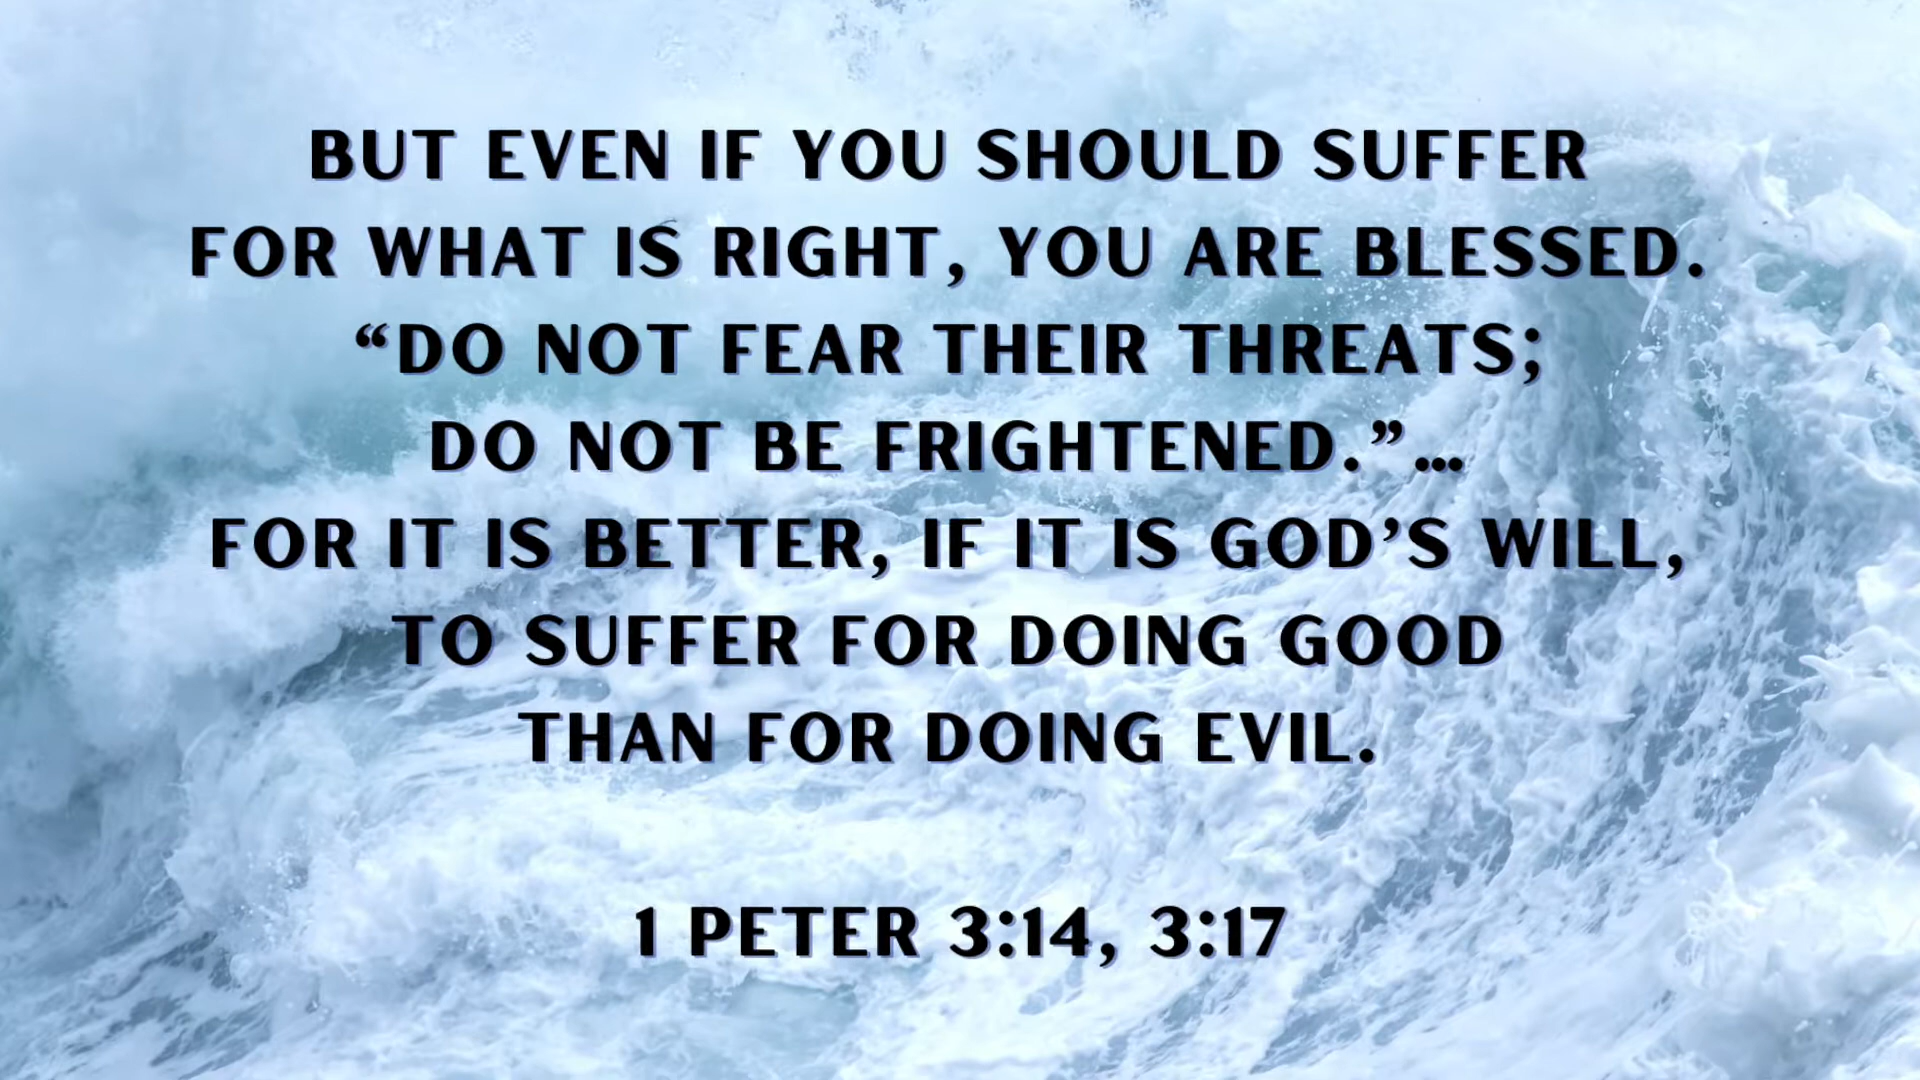 BUT EVEN IF YOU SHOULD SUFFER
FOR WHAT IS RIGHT, YOU ARE BLESSED.
“DO NOT FEAR THEIR THREATS;
DO NOT BE FRIGHTENED.”…
FOR IT IS BETTER, IF IT IS GOD’S WILL,
TO SUFFER FOR DOING GOOD
THAN FOR DOING EVIL.
1 PETER 3:14, 3:17